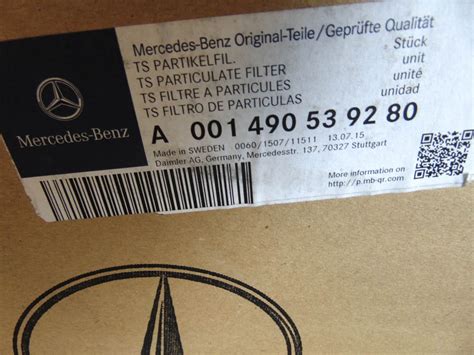 Mercedes-Benz Original-Teile/Geprüfte Qualität
TS PARTIKELFIL. Stück
TS PARTICULATE FILTER unit
TS FILTRE A PARTICULES unité
TS FILTRO DE PARTICULAS unidad
Mercedes-Benz
A 001 490 53 92 80
Made in SWEDEN 0060/1507/11511 13.07.15
Daimler AG, Germany, Mercedesstr. 137, 70327 Stuttgart
More information on
http://p.mb-qr.com